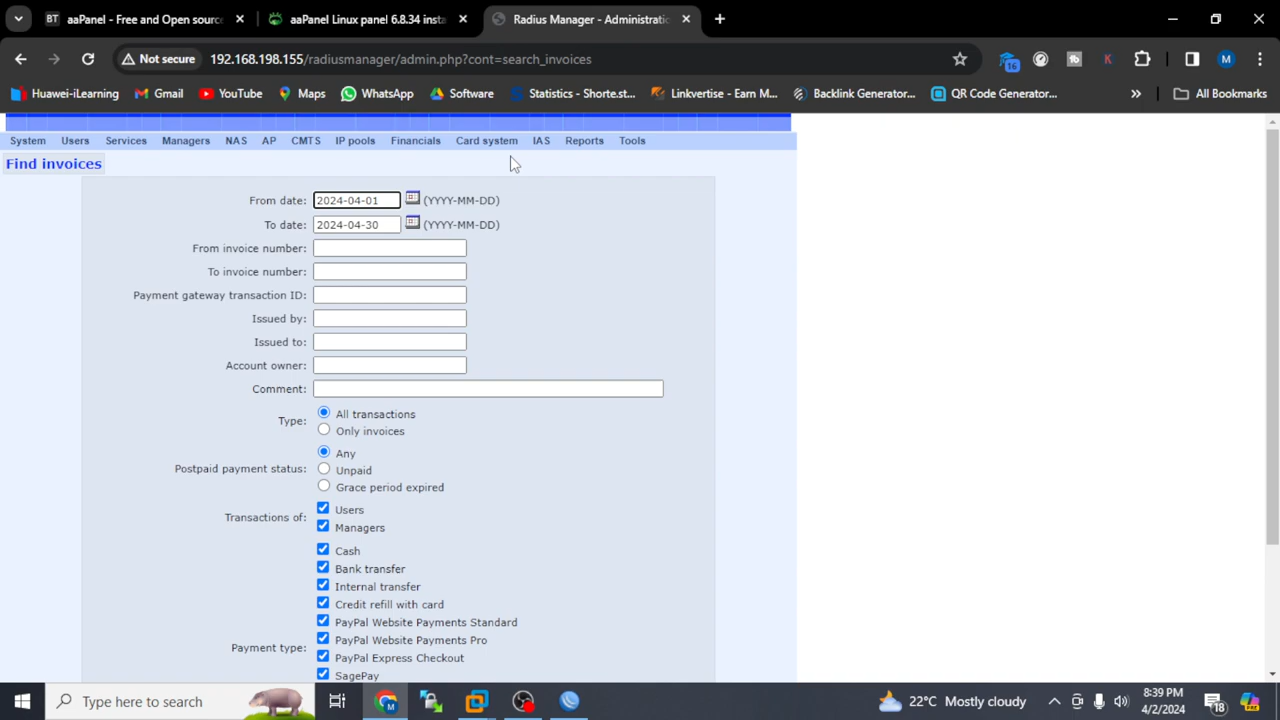 BT aaPanel - Free and Open sourc
aaPanel Linux panel 6.8.34 insta
Radius Manager - Administratio
Not secure 192.168.198.155/radiusmanager/admin.php?cont=search_invoices
16 K M
Huawei-iLearning Gmail YouTube Maps WhatsApp Software Statistics - Shorte.st... Linkvertise - Earn M... Backlink Generator... QR Code Generator... All Bookmarks
System Users Services Managers NAS AP CMTS IP pools Financials Card system IAS Reports Tools
Find invoices
From date: 2024-04-01 (YYYY-MM-DD)
To date: 2024-04-30 (YYYY-MM-DD)
From invoice number:
To invoice number:
Payment gateway transaction ID:
Issued by:
Issued to:
Account owner:
Comment:
Type: All transactions
Only invoices
Postpaid payment status: Any
Unpaid
Grace period expired
Transactions of: Users
Managers
Payment type: Cash
Bank transfer
Internal transfer
Credit refill with card
PayPal Website Payments Standard
PayPal Website Payments Pro
PayPal Express Checkout
SagePay
Type here to search
22°C Mostly cloudy
8:39 PM
4/2/2024
18